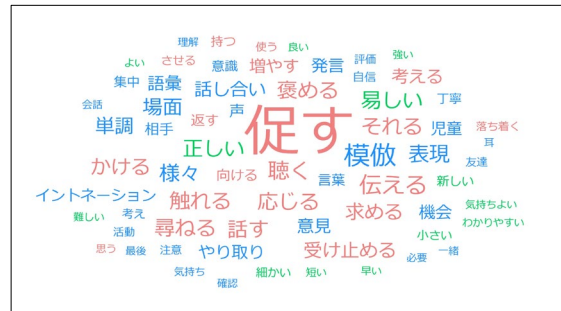 理解 持つ 使う 良い
よい させる 意識 増やす 発言 評価 強い
集中 語彙 話し合い 褒める 自信 考える
会話 場面 声 易しい 丁寧
単調 相手 返す 促す それる 児童 落ち着く
正しい 模倣 表現 耳
かける 様々 向ける 聴く 言葉 伝える 新しい 友達
イントネーション 触れる 応じる 求める 機会 気持ちよい
難しい 考え 尋ねる 話す 意見 小さい わかりやすい
活動
思う 最後 注意 やり取り 受け止める 必要 一緒
気持ち 細かい 短い 早い
確認